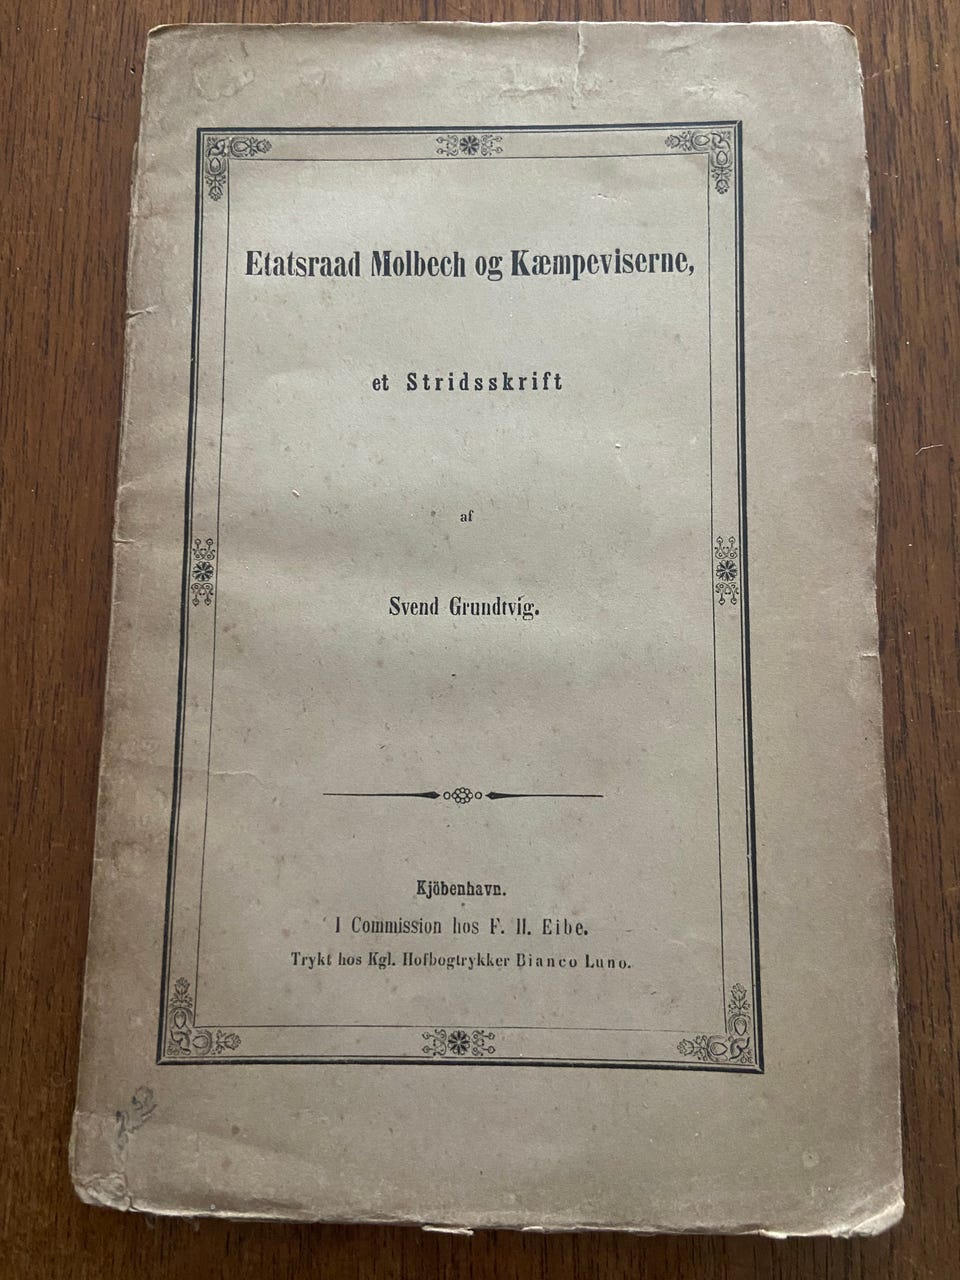 Etatsraad Molbech og Kæmpeviserne,
et Stridsskrift
af
Svend Grundtvig.
Kjöbenhavn.
I Commission hos F. H. Eibe.
Trykt hos Kgl. Hofbogtrykker Bianco Luno.